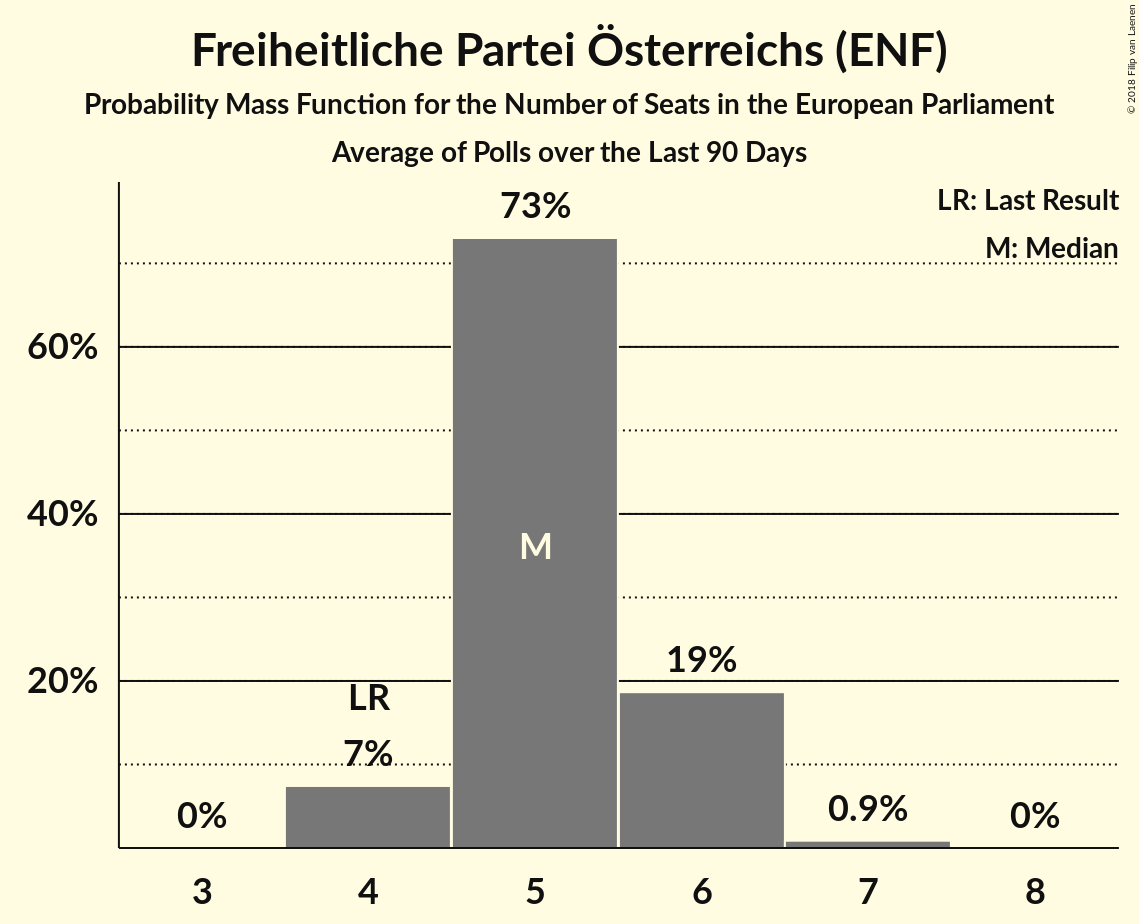 Freiheitliche Partei Österreichs (ENF)
Probability Mass Function for the Number of Seats in the European Parliament
Average of Polls over the Last 90 Days
© 2018 Filip van Laenen
LR: Last Result
M: Median
73%
60%
40%
M
19%
20%
LR
7%
0%
0.9%
0%
3 4 5 6 7 8